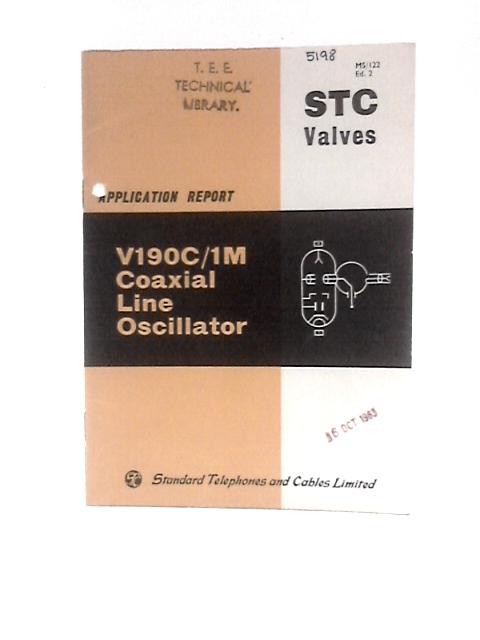 5198
T. E. E.
TECHNICAL
LIBRARY.
MS/122
Ed. 2
STC
Valves
APPLICATION REPORT
V190C/1M
Coaxial
Line
Oscillator
OCT 1963
Standard Telephones and Cables Limited